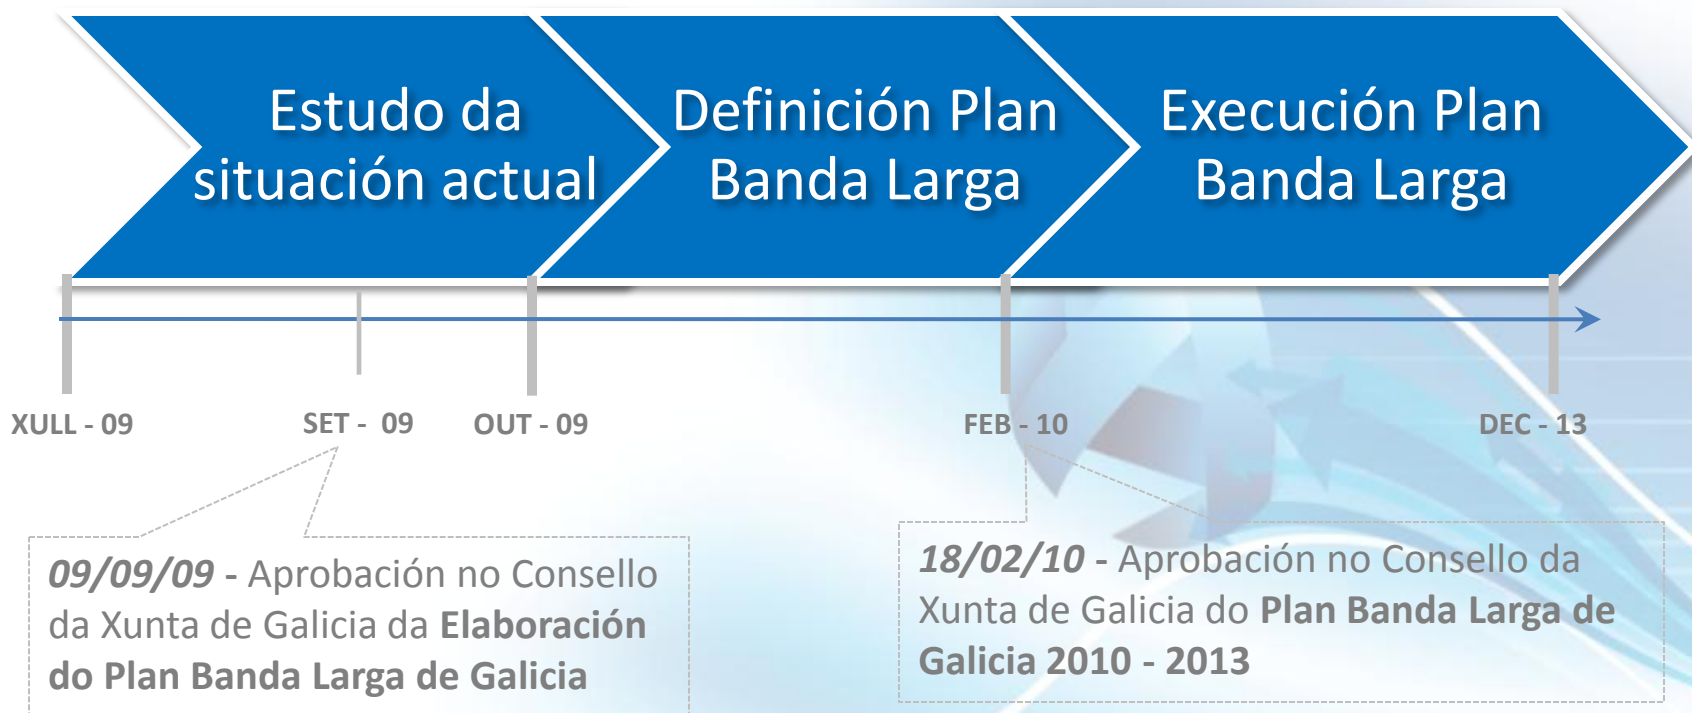 Estudo da
situación actual
Definición Plan
Banda Larga
Execución Plan
Banda Larga
XULL - 09
SET - 09
OUT - 09
FEB - 10
DEC - 13
09/09/09 - Aprobación no Consello
da Xunta de Galicia da Elaboración
do Plan Banda Larga de Galicia
18/02/10 - Aprobación no Consello da
Xunta de Galicia do Plan Banda Larga de
Galicia 2010 - 2013